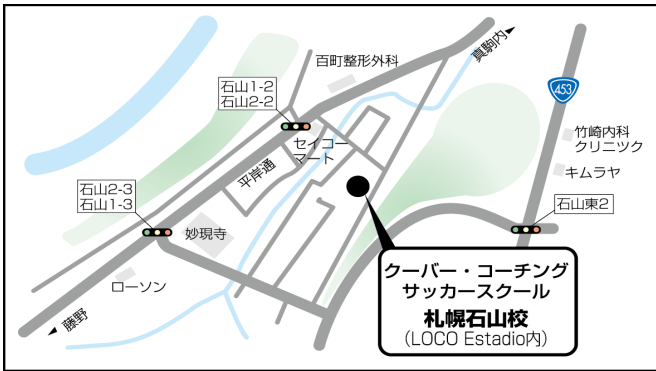 真駒内
百町整形外科
453
石山1-2
石山2-2
セイコー
マート
竹崎内科
クリニツク
キムラヤ
平岸通
石山2-3
石山1-3
石山東2
妙現寺
ローソン
藤野
クーバー・コーチング
サッカースクール
札幌石山校
(LOCO Estadio内)